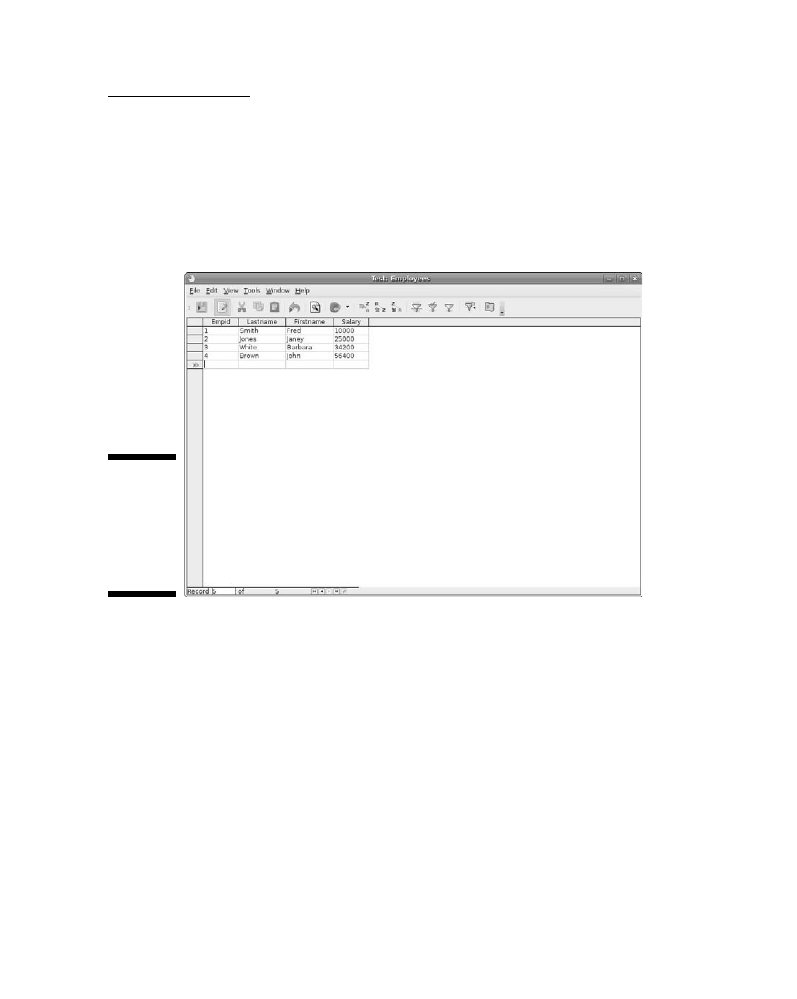 Test: Employees
File Edit View Tools Window Help
Empid Lastname Firstname Salary
1 Smith Fred 10000
2 Jones Janey 25000
3 White Barbara 34200
4 Brown John 56400
Record 5 of 5